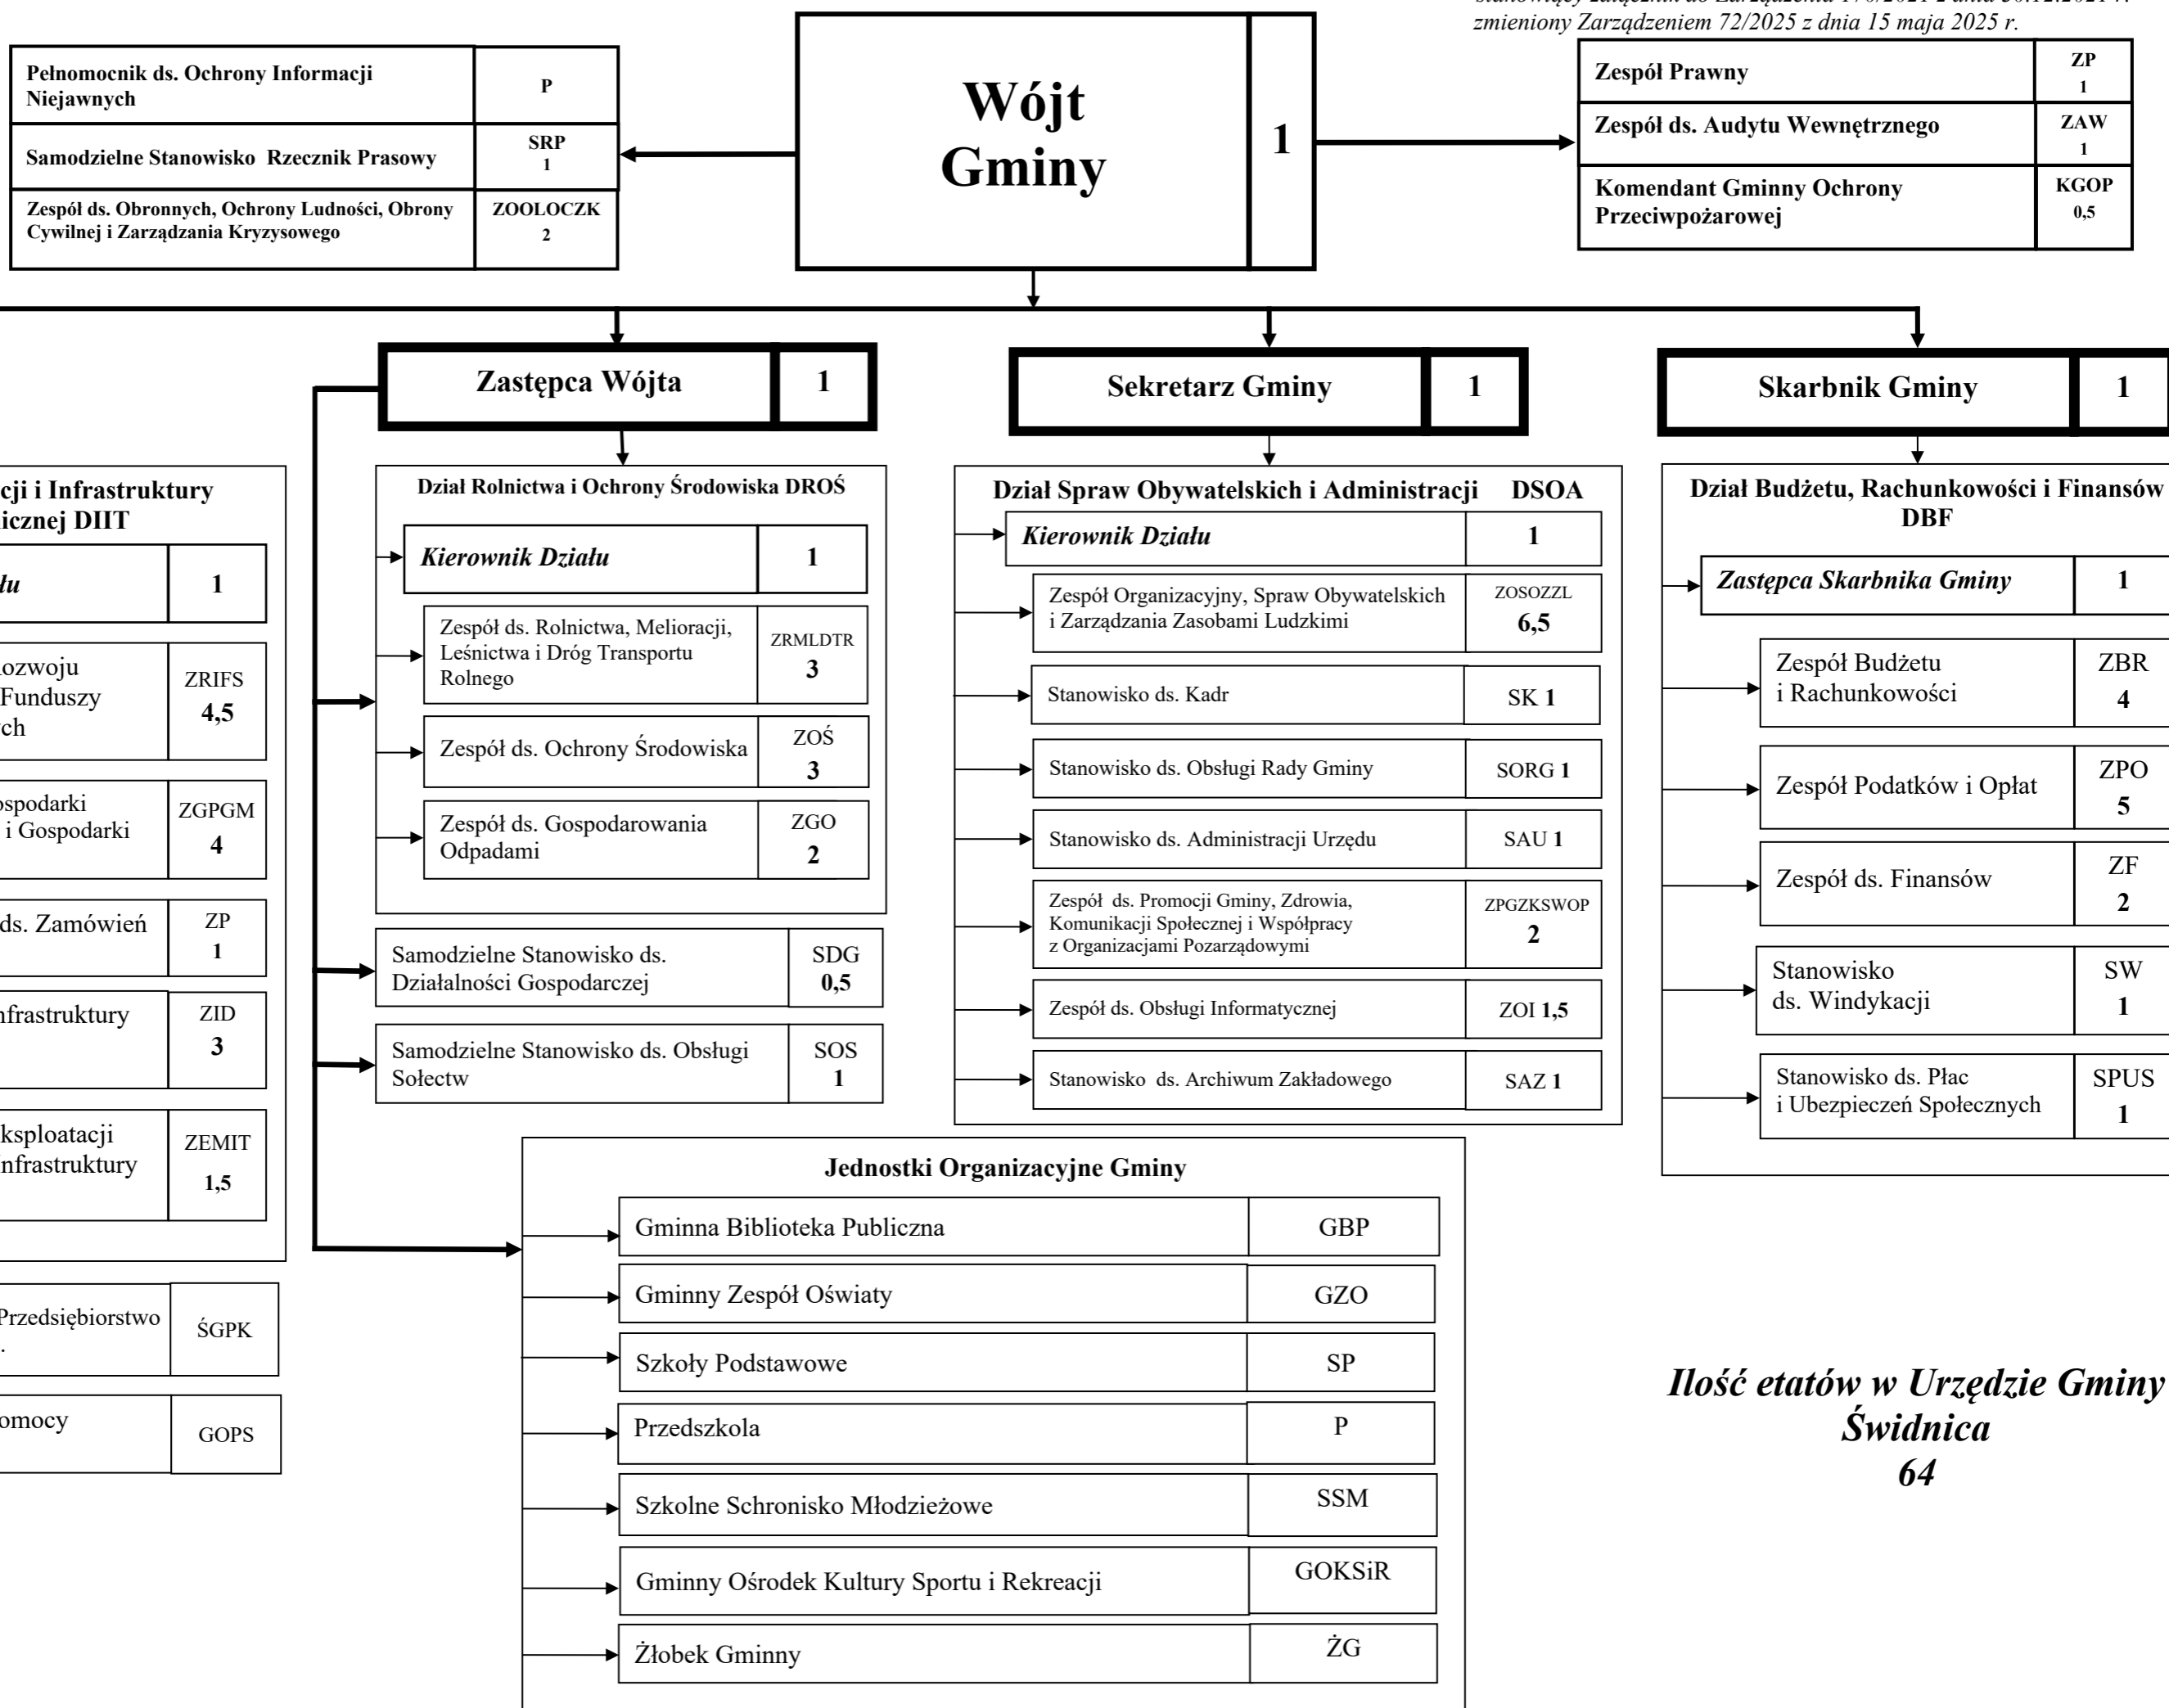 zmieniony Zarządzeniem 72/2025 z dnia 15 maja 2025 r.
Pełnomocnik ds. Ochrony Informacji
Niejawnych
P
Samodzielne Stanowisko Rzecznik Prasowy
SRP
1
Zespół ds. Obronnych, Ochrony Ludności, Obrony
Cywilnej i Zarządzania Kryzysowego
ZOOLOCZK
2
Wójt
Gminy
1
Zespół Prawny
ZP
1
Zespół ds. Audytu Wewnętrznego
ZAW
1
Komendant Gminny Ochrony
Przeciwpożarowej
KGOP
0,5
Zastępca Wójta
1
Sekretarz Gminy
1
Skarbnik Gminy
1
cji i Infrastruktury
icznej DIIT
łu
1
ozwoju
Funduszy
ych
ZRIFS
4,5
ospodarki
i Gospodarki
ZGPGM
4
ds. Zamówień
ZP
1
nfrastruktury
ZID
3
ksploatacji
nfrastruktury
ZEMIT
1,5
Przedsiębiorstwo
.
ŚGPK
omocy
GOPS
Dział Rolnictwa i Ochrony Środowiska DROŚ
Kierownik Działu
1
Zespół ds. Rolnictwa, Melioracji,
Leśnictwa i Dróg Transportu
Rolnego
ZRMLDTR
3
Zespół ds. Ochrony Środowiska
ZOŚ
3
Zespół ds. Gospodarowania
Odpadami
ZGO
2
Samodzielne Stanowisko ds.
Działalności Gospodarczej
SDG
0,5
Samodzielne Stanowisko ds. Obsługi
Sołectw
SOS
1
Dział Spraw Obywatelskich i Administracji DSOA
Kierownik Działu
1
Zespół Organizacyjny, Spraw Obywatelskich
i Zarządzania Zasobami Ludzkimi
ZOSOZZL
6,5
Stanowisko ds. Kadr
SK 1
Stanowisko ds. Obsługi Rady Gminy
SORG 1
Stanowisko ds. Administracji Urzędu
SAU 1
Zespół ds. Promocji Gminy, Zdrowia,
Komunikacji Społecznej i Współpracy
z Organizacjami Pozarządowymi
ZPGZKSWOP
2
Zespół ds. Obsługi Informatycznej
ZOI 1,5
Stanowisko ds. Archiwum Zakładowego
SAZ 1
Dział Budżetu, Rachunkowości i Finansów
DBF
Zastępca Skarbnika Gminy
1
Zespół Budżetu
i Rachunkowości
ZBR
4
Zespół Podatków i Opłat
ZPO
5
Zespół ds. Finansów
ZF
2
Stanowisko
ds. Windykacji
SW
1
Stanowisko ds. Płac
i Ubezpieczeń Społecznych
SPUS
1
Jednostki Organizacyjne Gminy
Gminna Biblioteka Publiczna
GBP
Gminny Zespół Oświaty
GZO
Szkoły Podstawowe
SP
Przedszkola
P
Szkolne Schronisko Młodzieżowe
SSM
Gminny Ośrodek Kultury Sportu i Rekreacji
GOKSiR
Żłobek Gminny
ŻG
Ilość etatów w Urzędzie Gminy
Świdnica
64